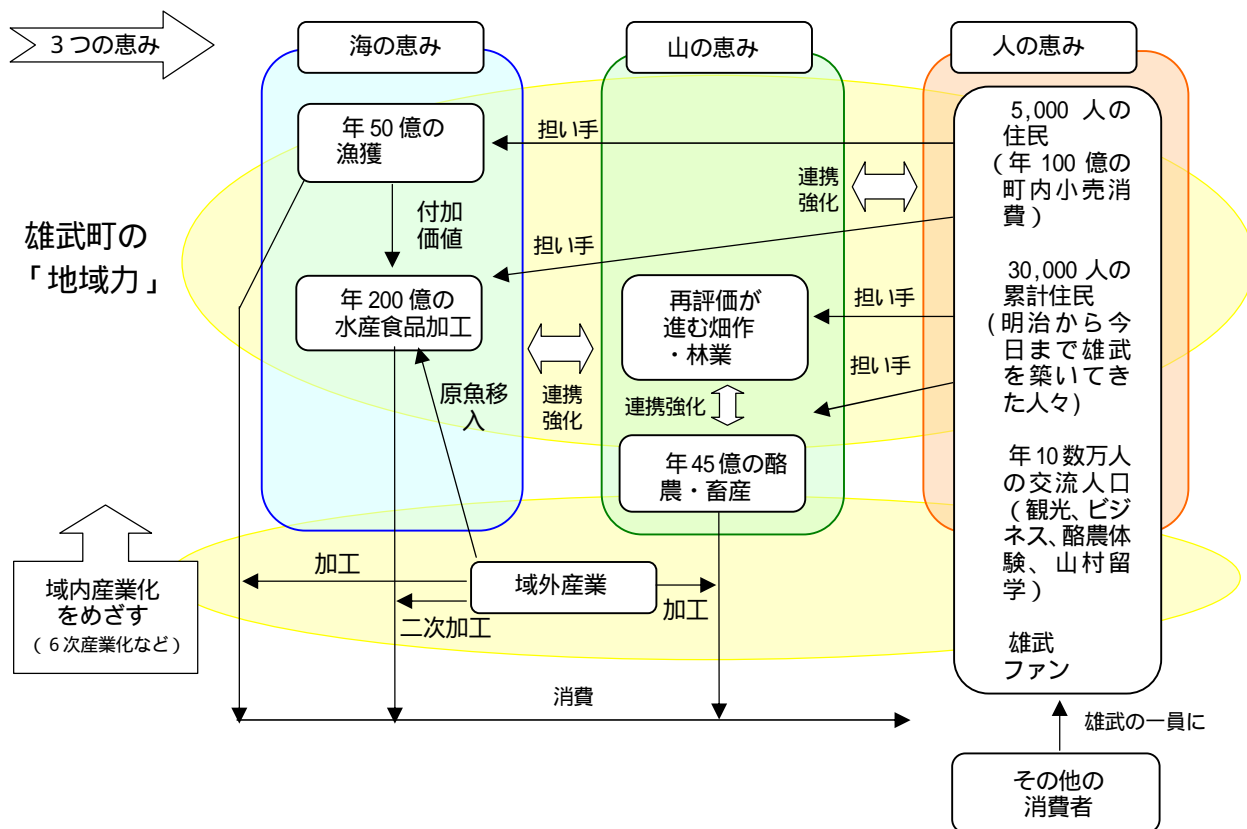 ３つの恵み
海の恵み
山の恵み
人の恵み
年50億の
漁獲
担い手
5,000 人の
住民
(年 100 億の
町内小売消
費)
連携
強化
付加
価値
雄武町の
「地域力」
担い手
年200億の
水産食品加工
再評価が
進む畑作
・林業
担い手
30,000 人の
累計住民
(明治から今
日まで雄武
を築いてき
た人々)
担い手
原魚移
入
連携
強化
連携強化
年45億の酪
農・畜産
年10数万人
の交流人口
(観光、ビジ
ネス、酪農体
験、山村留
学)
加工
域外産業
加工
二次加工
域内産業化
をめざす
(６次産業化など)
雄武
ファン
消費
雄武の一員に
その他の
消費者